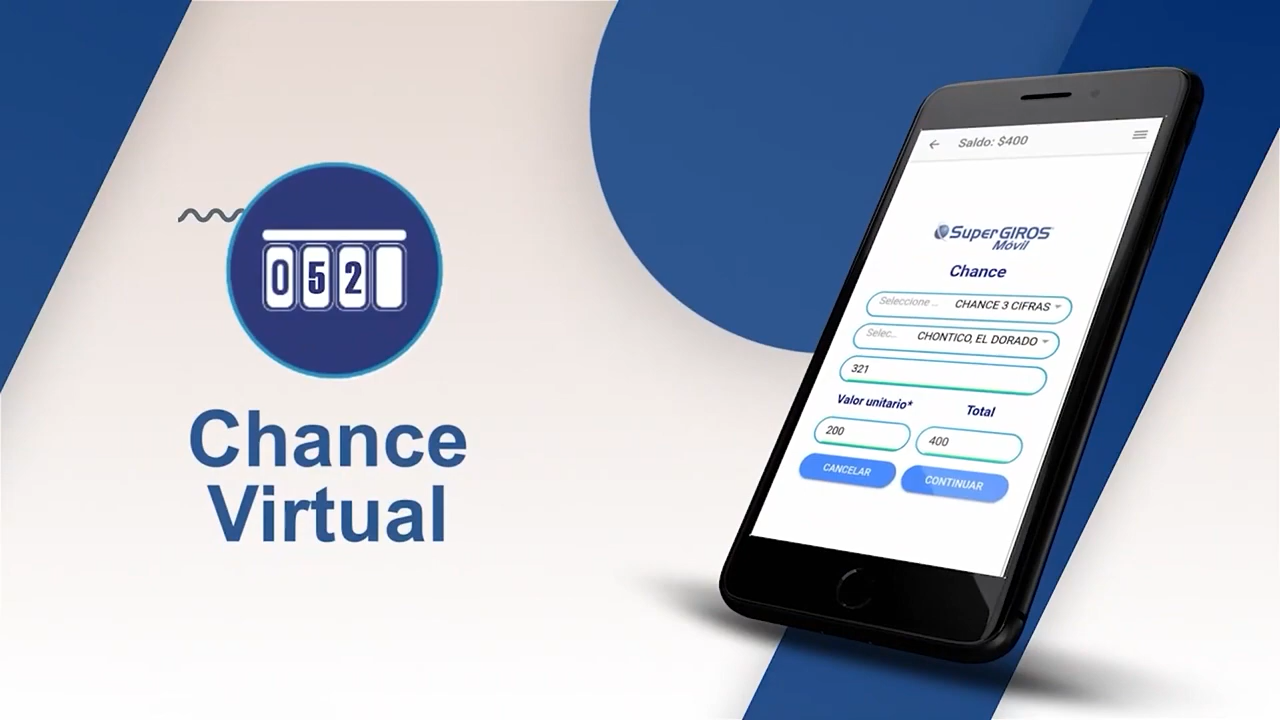 052
Chance
Virtual
Saldo: $400
SuperGIROS
Móvil
Chance
Seleccione ... CHANCE 3 CIFRAS
Selec... CHONTICO, EL DORADO
321
Valor unitario* Total
200 400
CANCELAR CONTINUAR